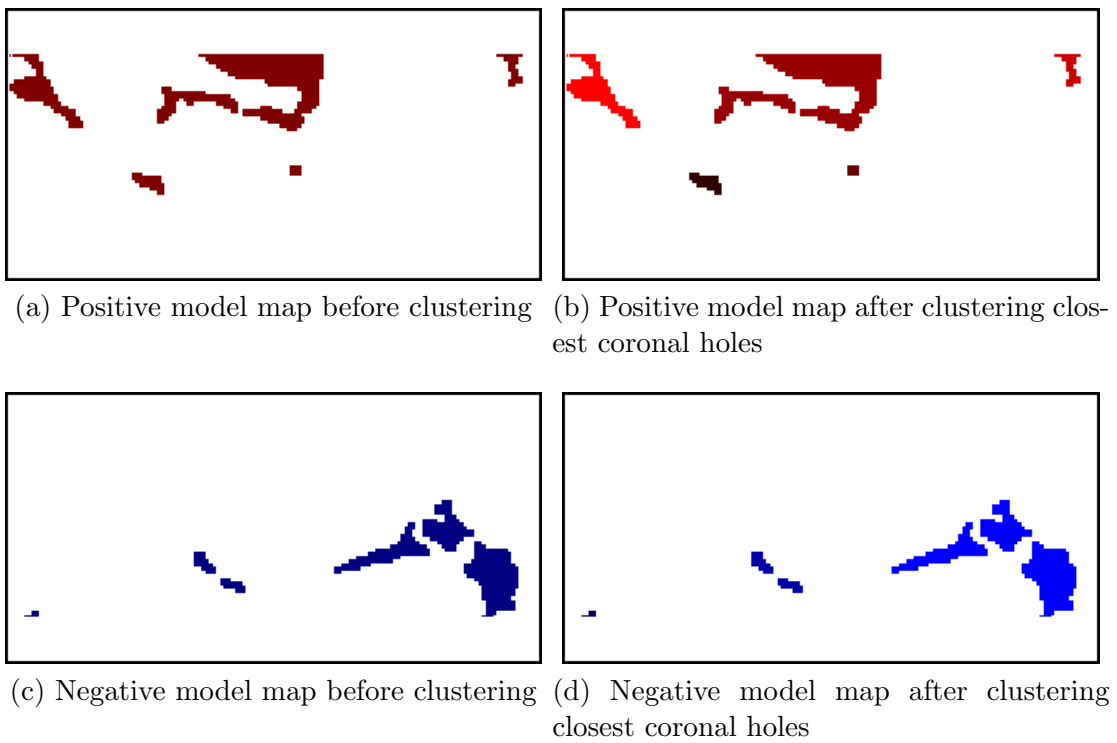 (a) Positive model map before clustering
(b) Positive model map after clustering clos-
est coronal holes
(c) Negative model map before clustering
(d) Negative model map after clustering
closest coronal holes